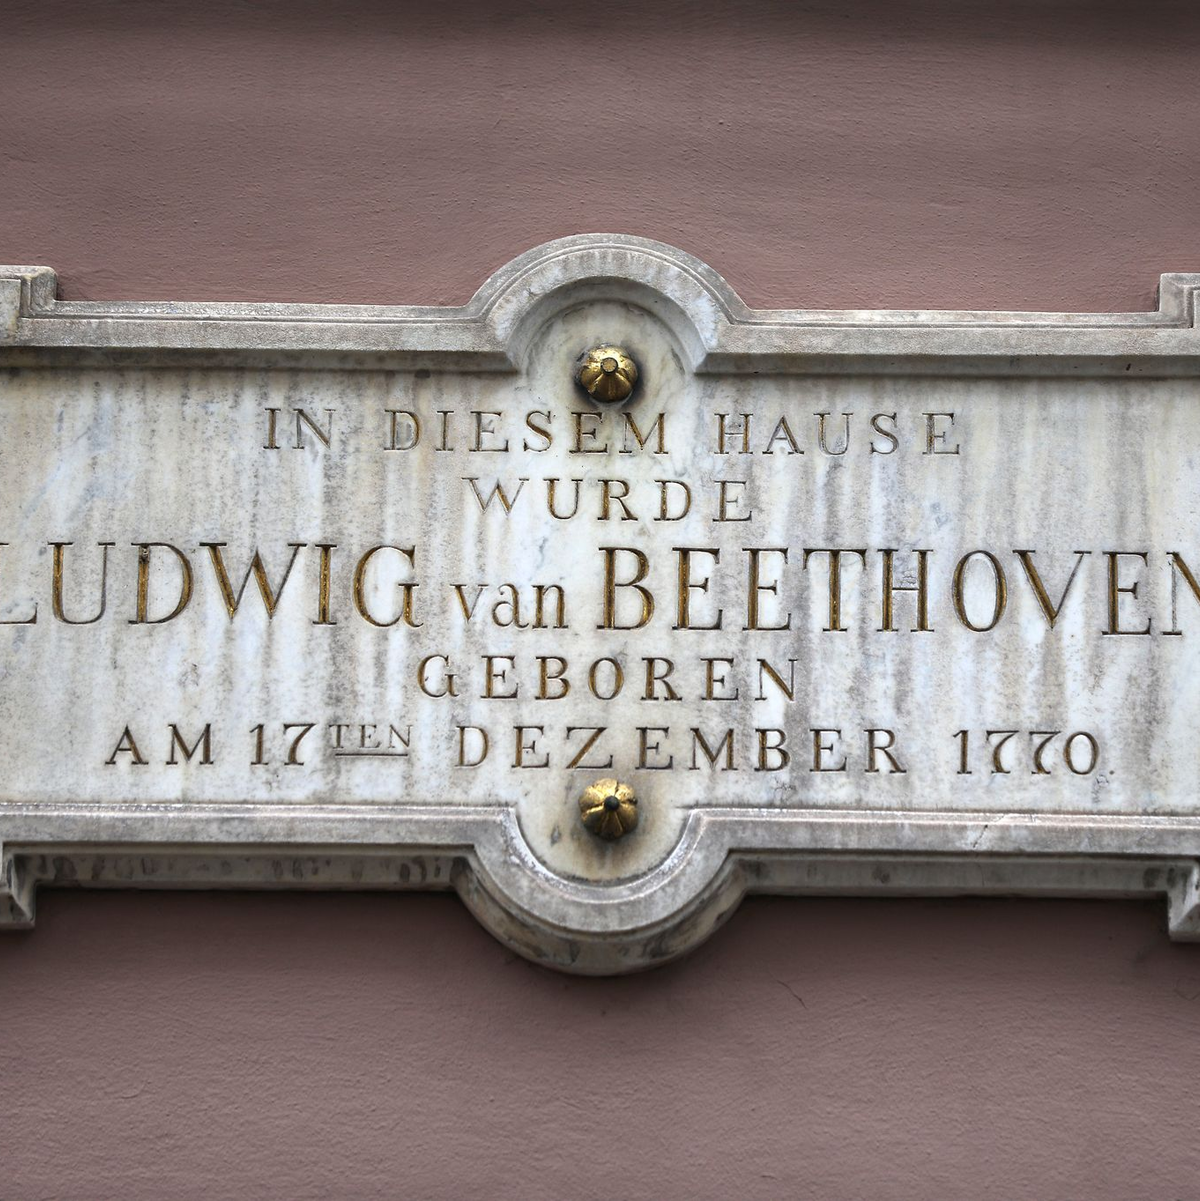 IN DIESEM HAUSE
WURDE
LUDWIG van BEETHOVEN
GEBOREN
AM 17TEN DEZEMBER 1770.